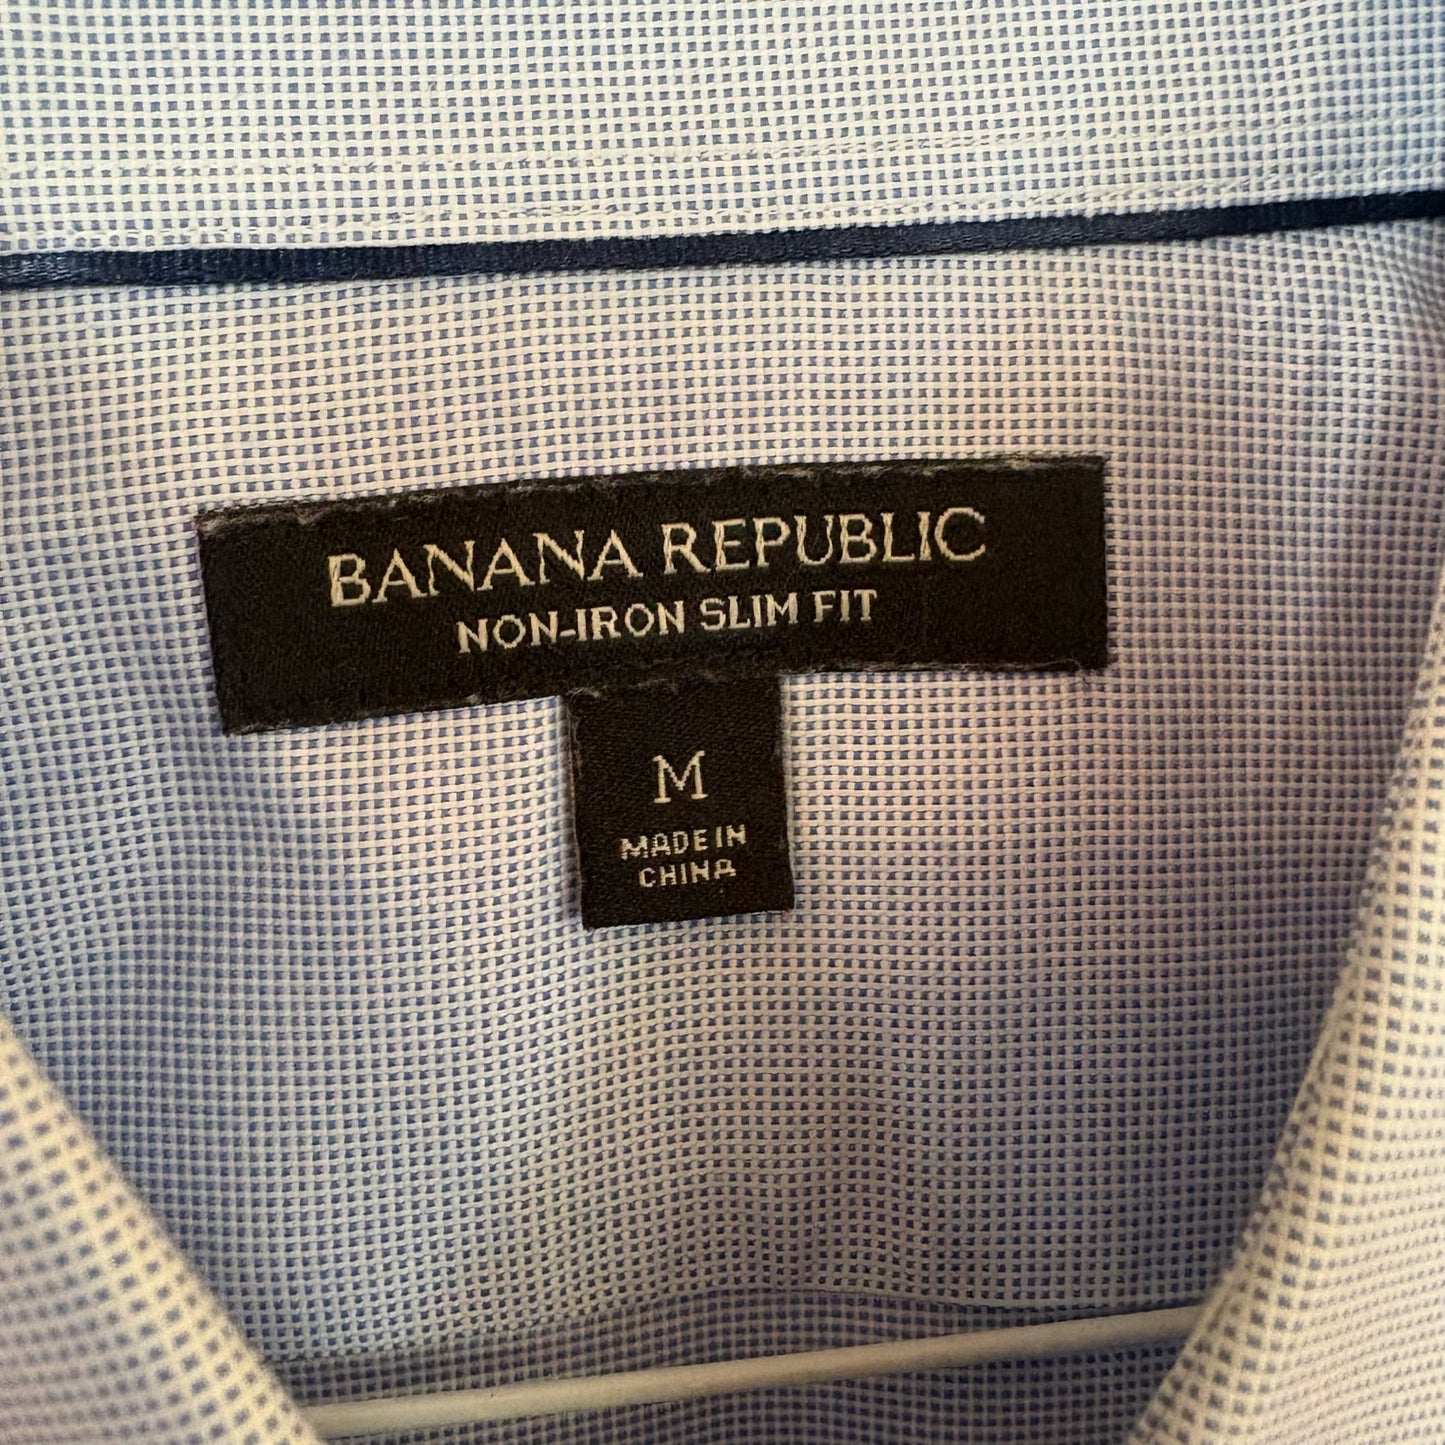 BANANA REPUBLIC
NON-IRON SLIM FIT
M
MADE IN
CHINA